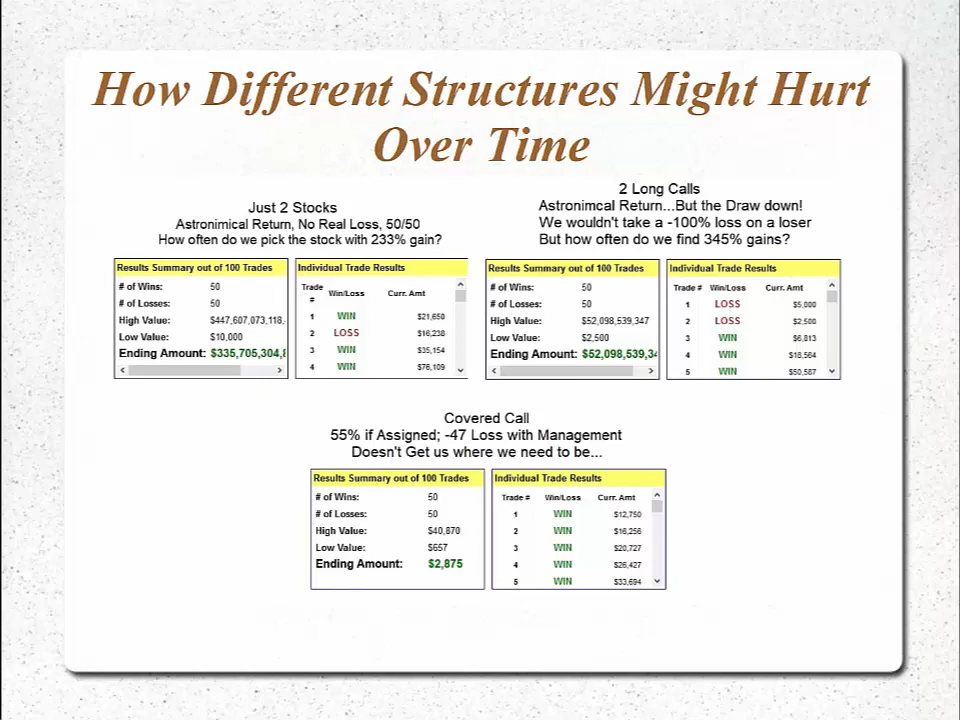 How Different Structures Might Hurt
Over Time
Just 2 Stocks
Astronimical Return, No Real Loss, 50/50
How often do we pick the stock with 233% gain?
Results Summary out of 100 Trades
# of Wins: 50
# of Losses: 50
High Value: $447,607,073,118.
Low Value: $10,000
Ending Amount: $335,705,304,8
Individual Trade Results
Trade # Win/Loss Curr. Amt
1 WIN $21,650
2 LOSS $16,238
3 WIN $35,154
4 WIN $76,109
2 Long Calls
Astronimcal Return...But the Draw down!
We wouldn't take a -100% loss on a loser
But how often do we find 345% gains?
Results Summary out of 100 Trades
# of Wins: 50
# of Losses: 50
High Value: $52,098,539,347
Low Value: $2,500
Ending Amount: $52,098,539,34
Individual Trade Results
Trade # Win/Loss Curr. Amt
1 LOSS $5,000
2 LOSS $2,500
3 WIN $6,813
4 WIN $18,564
5 WIN $50,587
Covered Call
55% if Assigned; -47 Loss with Management
Doesn't Get us where we need to be...
Results Summary out of 100 Trades
# of Wins: 50
# of Losses: 50
High Value: $40,870
Low Value: $657
Ending Amount: $2,875
Individual Trade Results
Trade # Win/Loss Curr. Amt
1 WIN $12,750
2 WIN $16,256
3 WIN $20,727
4 WIN $26,427
5 WIN $33,694